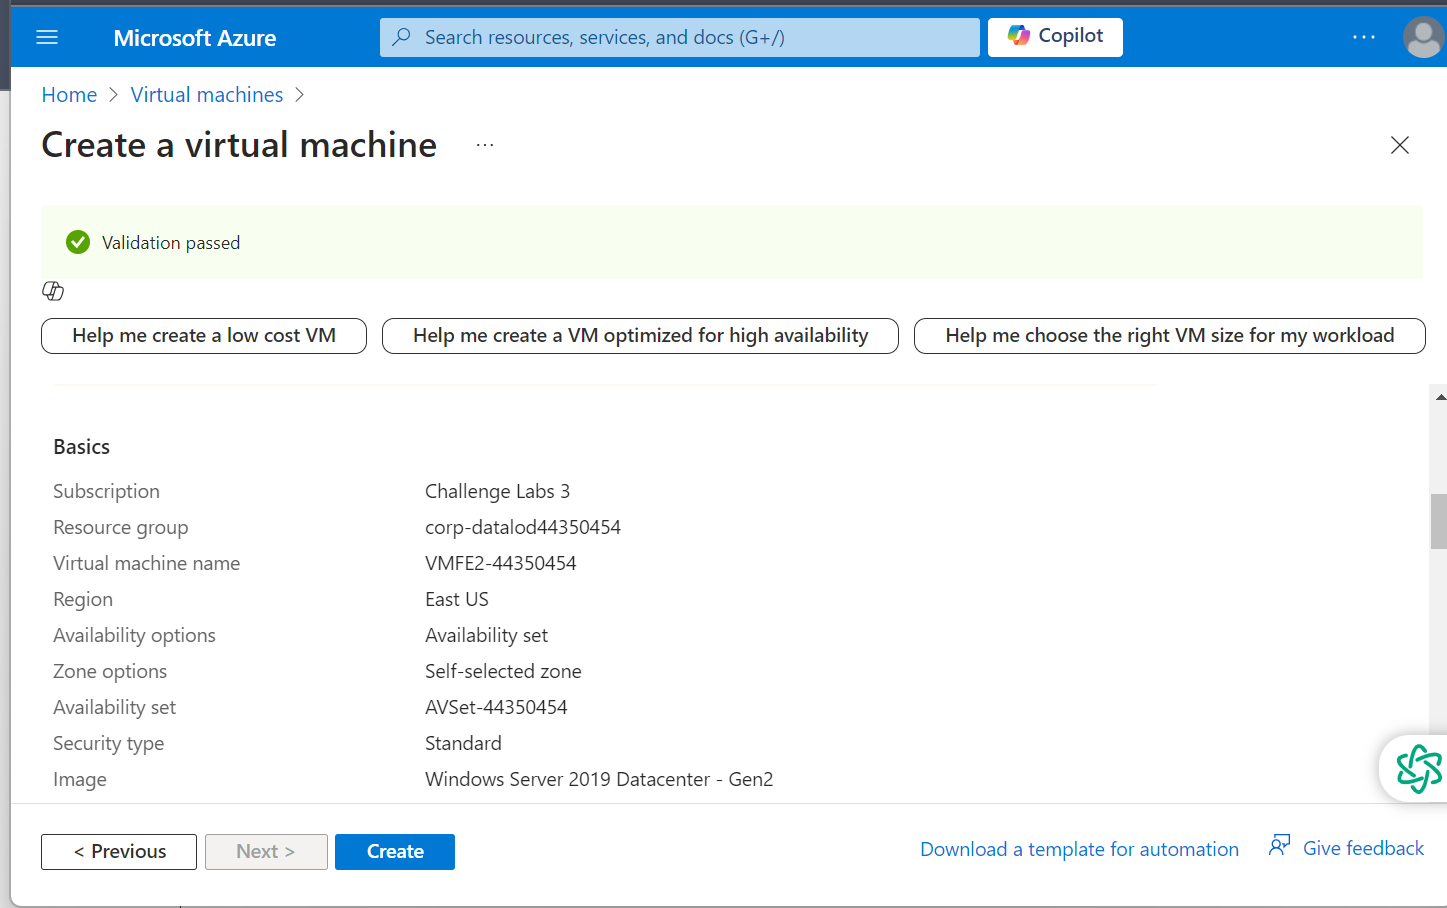 Microsoft Azure
Search resources, services, and docs (G+/)
Copilot
Home > Virtual machines >
Create a virtual machine ...
Validation passed
Help me create a low cost VM
Help me create a VM optimized for high availability
Help me choose the right VM size for my workload
Basics
Subscription Challenge Labs 3
Resource group corp-datalod44350454
Virtual machine name VMFE2-44350454
Region East US
Availability options Availability set
Zone options Self-selected zone
Availability set AVSet-44350454
Security type Standard
Image Windows Server 2019 Datacenter - Gen2
< Previous
Next >
Create
Download a template for automation
Give feedback